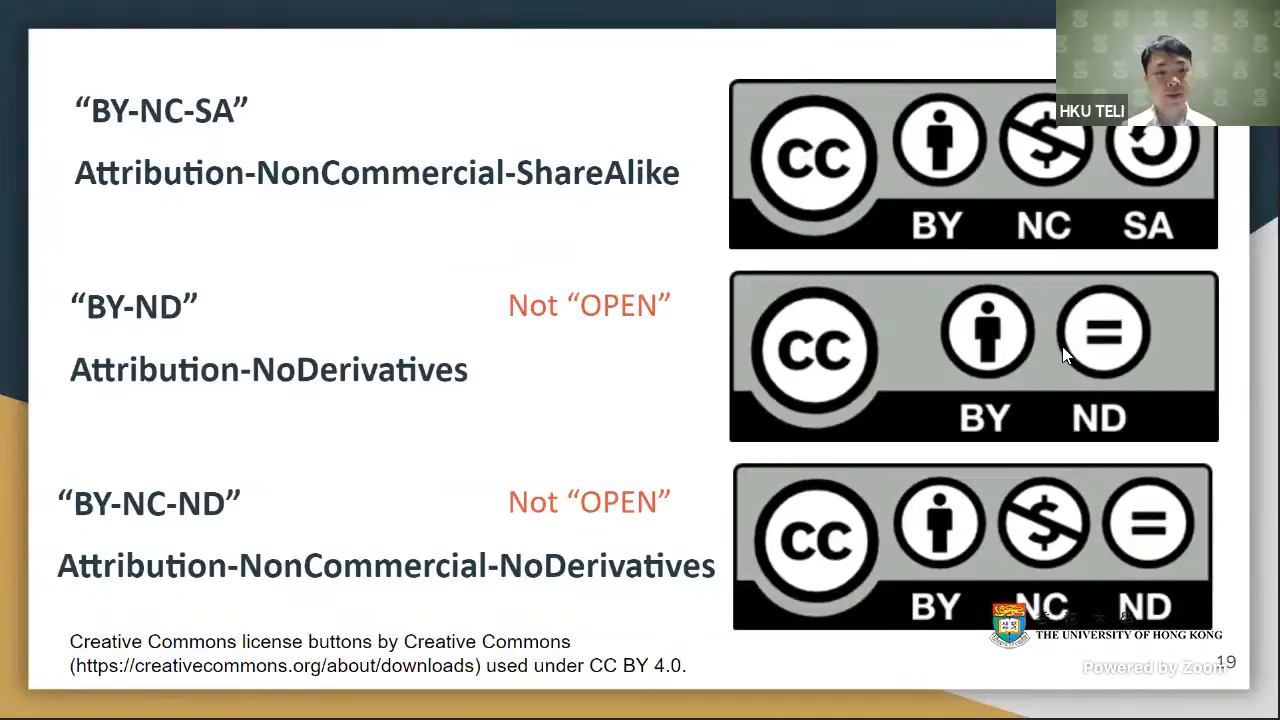 HKU TELI
“BY-NC-SA”
Attribution-NonCommercial-ShareAlike
CC
BY NC SA
“BY-ND”
Not “OPEN”
Attribution-NoDerivatives
CC
BY ND
“BY-NC-ND”
Not “OPEN”
Attribution-NonCommercial-NoDerivatives
CC
BY NC ND
Creative Commons license buttons by Creative Commons
(https://creativecommons.org/about/downloads) used under CC BY 4.0.
THE UNIVERSITY OF HONG KONG
Powered by Zoom
19